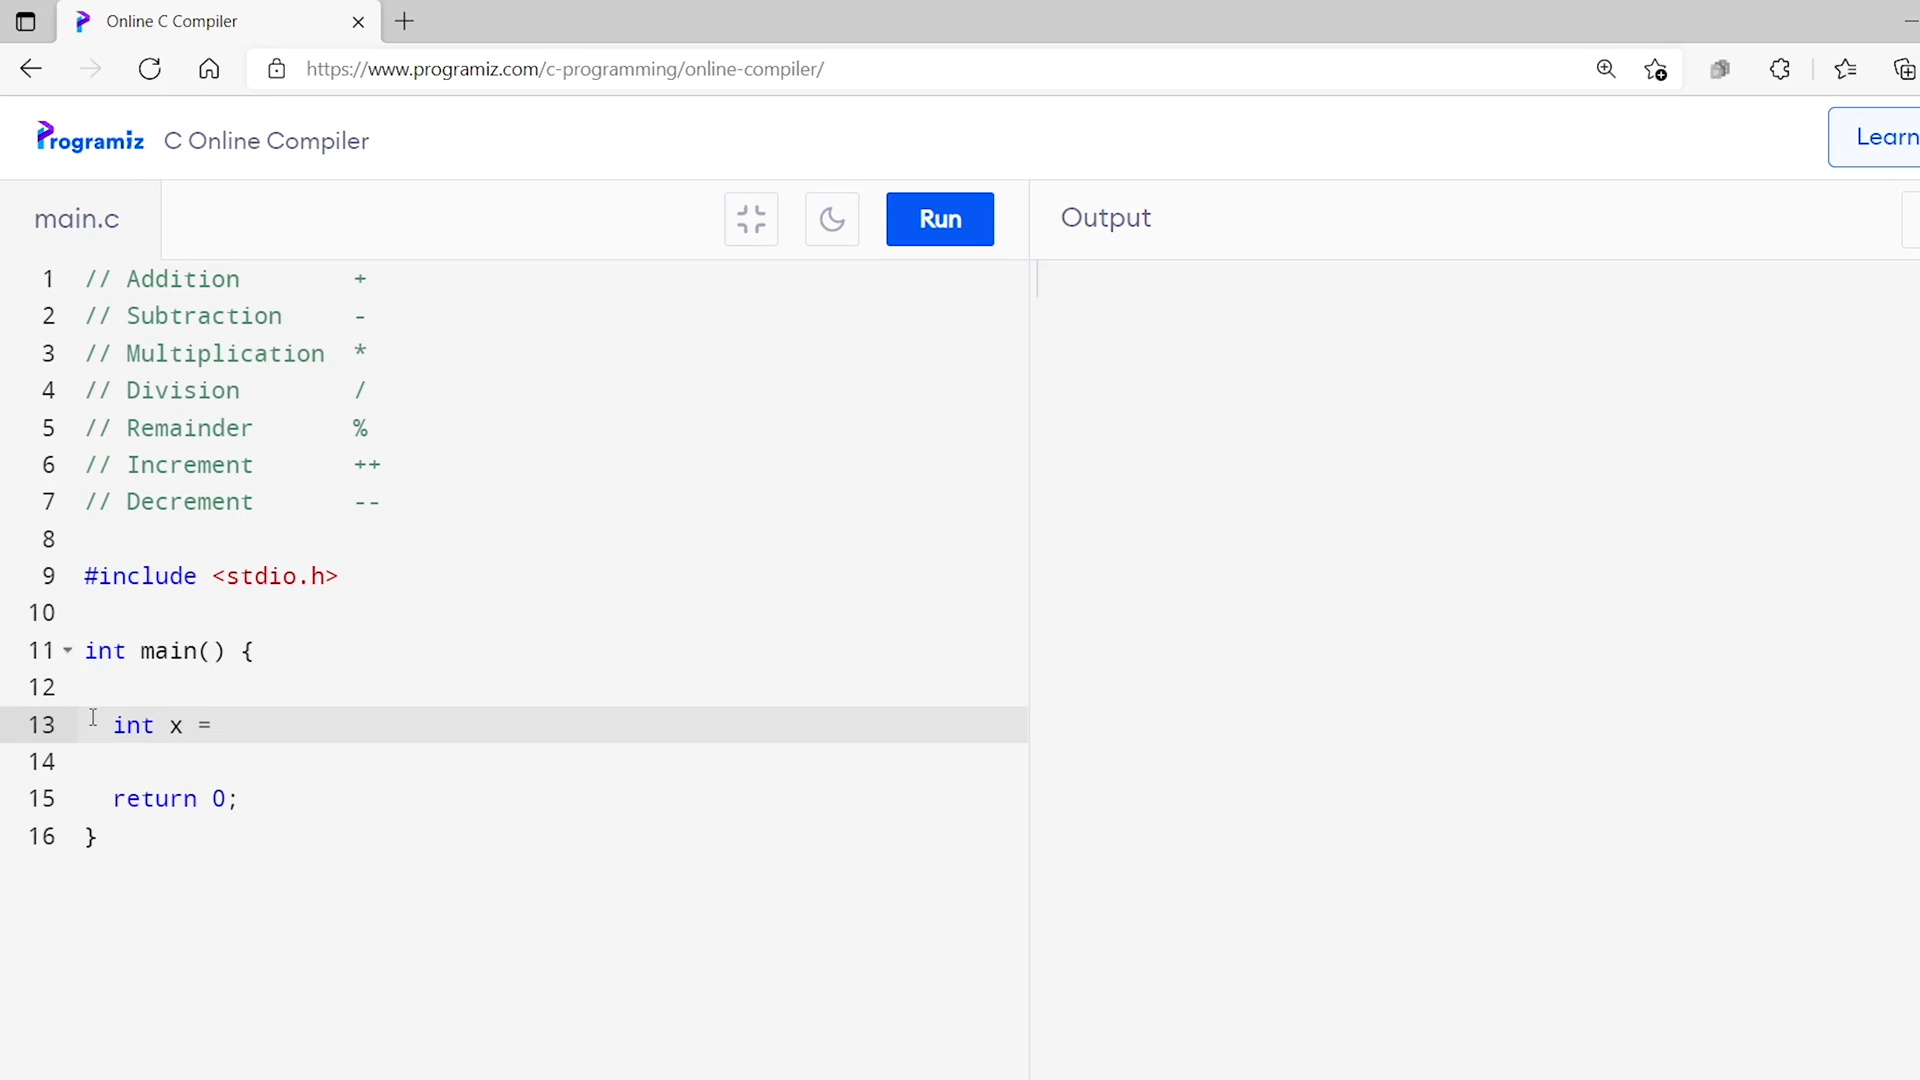 Online C Compiler
https://www.programiz.com/c-programming/online-compiler/
Programiz C Online Compiler
Learn
main.c
Run
Output
1 // Addition +
2 // Subtraction -
3 // Multiplication *
4 // Division /
5 // Remainder %
6 // Increment ++
7 // Decrement --
8
9 #include <stdio.h>
10
11 int main() {
12
13 int x =
14
15 return 0;
16 }